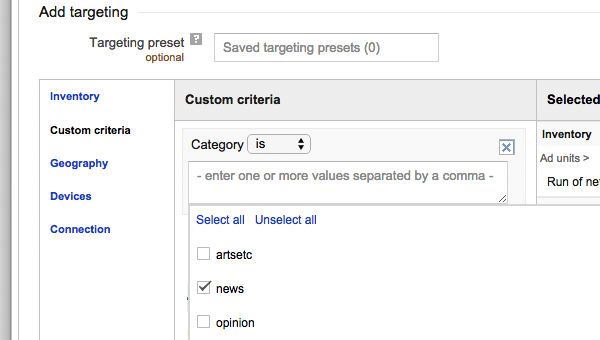 Add targeting
Targeting preset ?
optional
Saved targeting presets (0)
Inventory
Custom criteria
Geography
Devices
Connection
Custom criteria
Category is
- enter one or more values separated by a comma -
Select all Unselect all
artsetc
news
opinion
Selected
Inventory
Ad units >
Run of ne